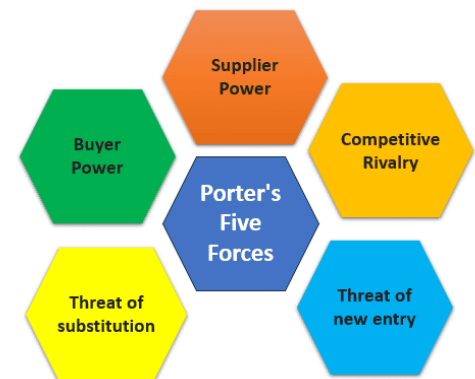 Supplier
Power
Buyer
Power
Competitive
Rivalry
Porter's
Five
Forces
Threat of
substitution
Threat of
new entry